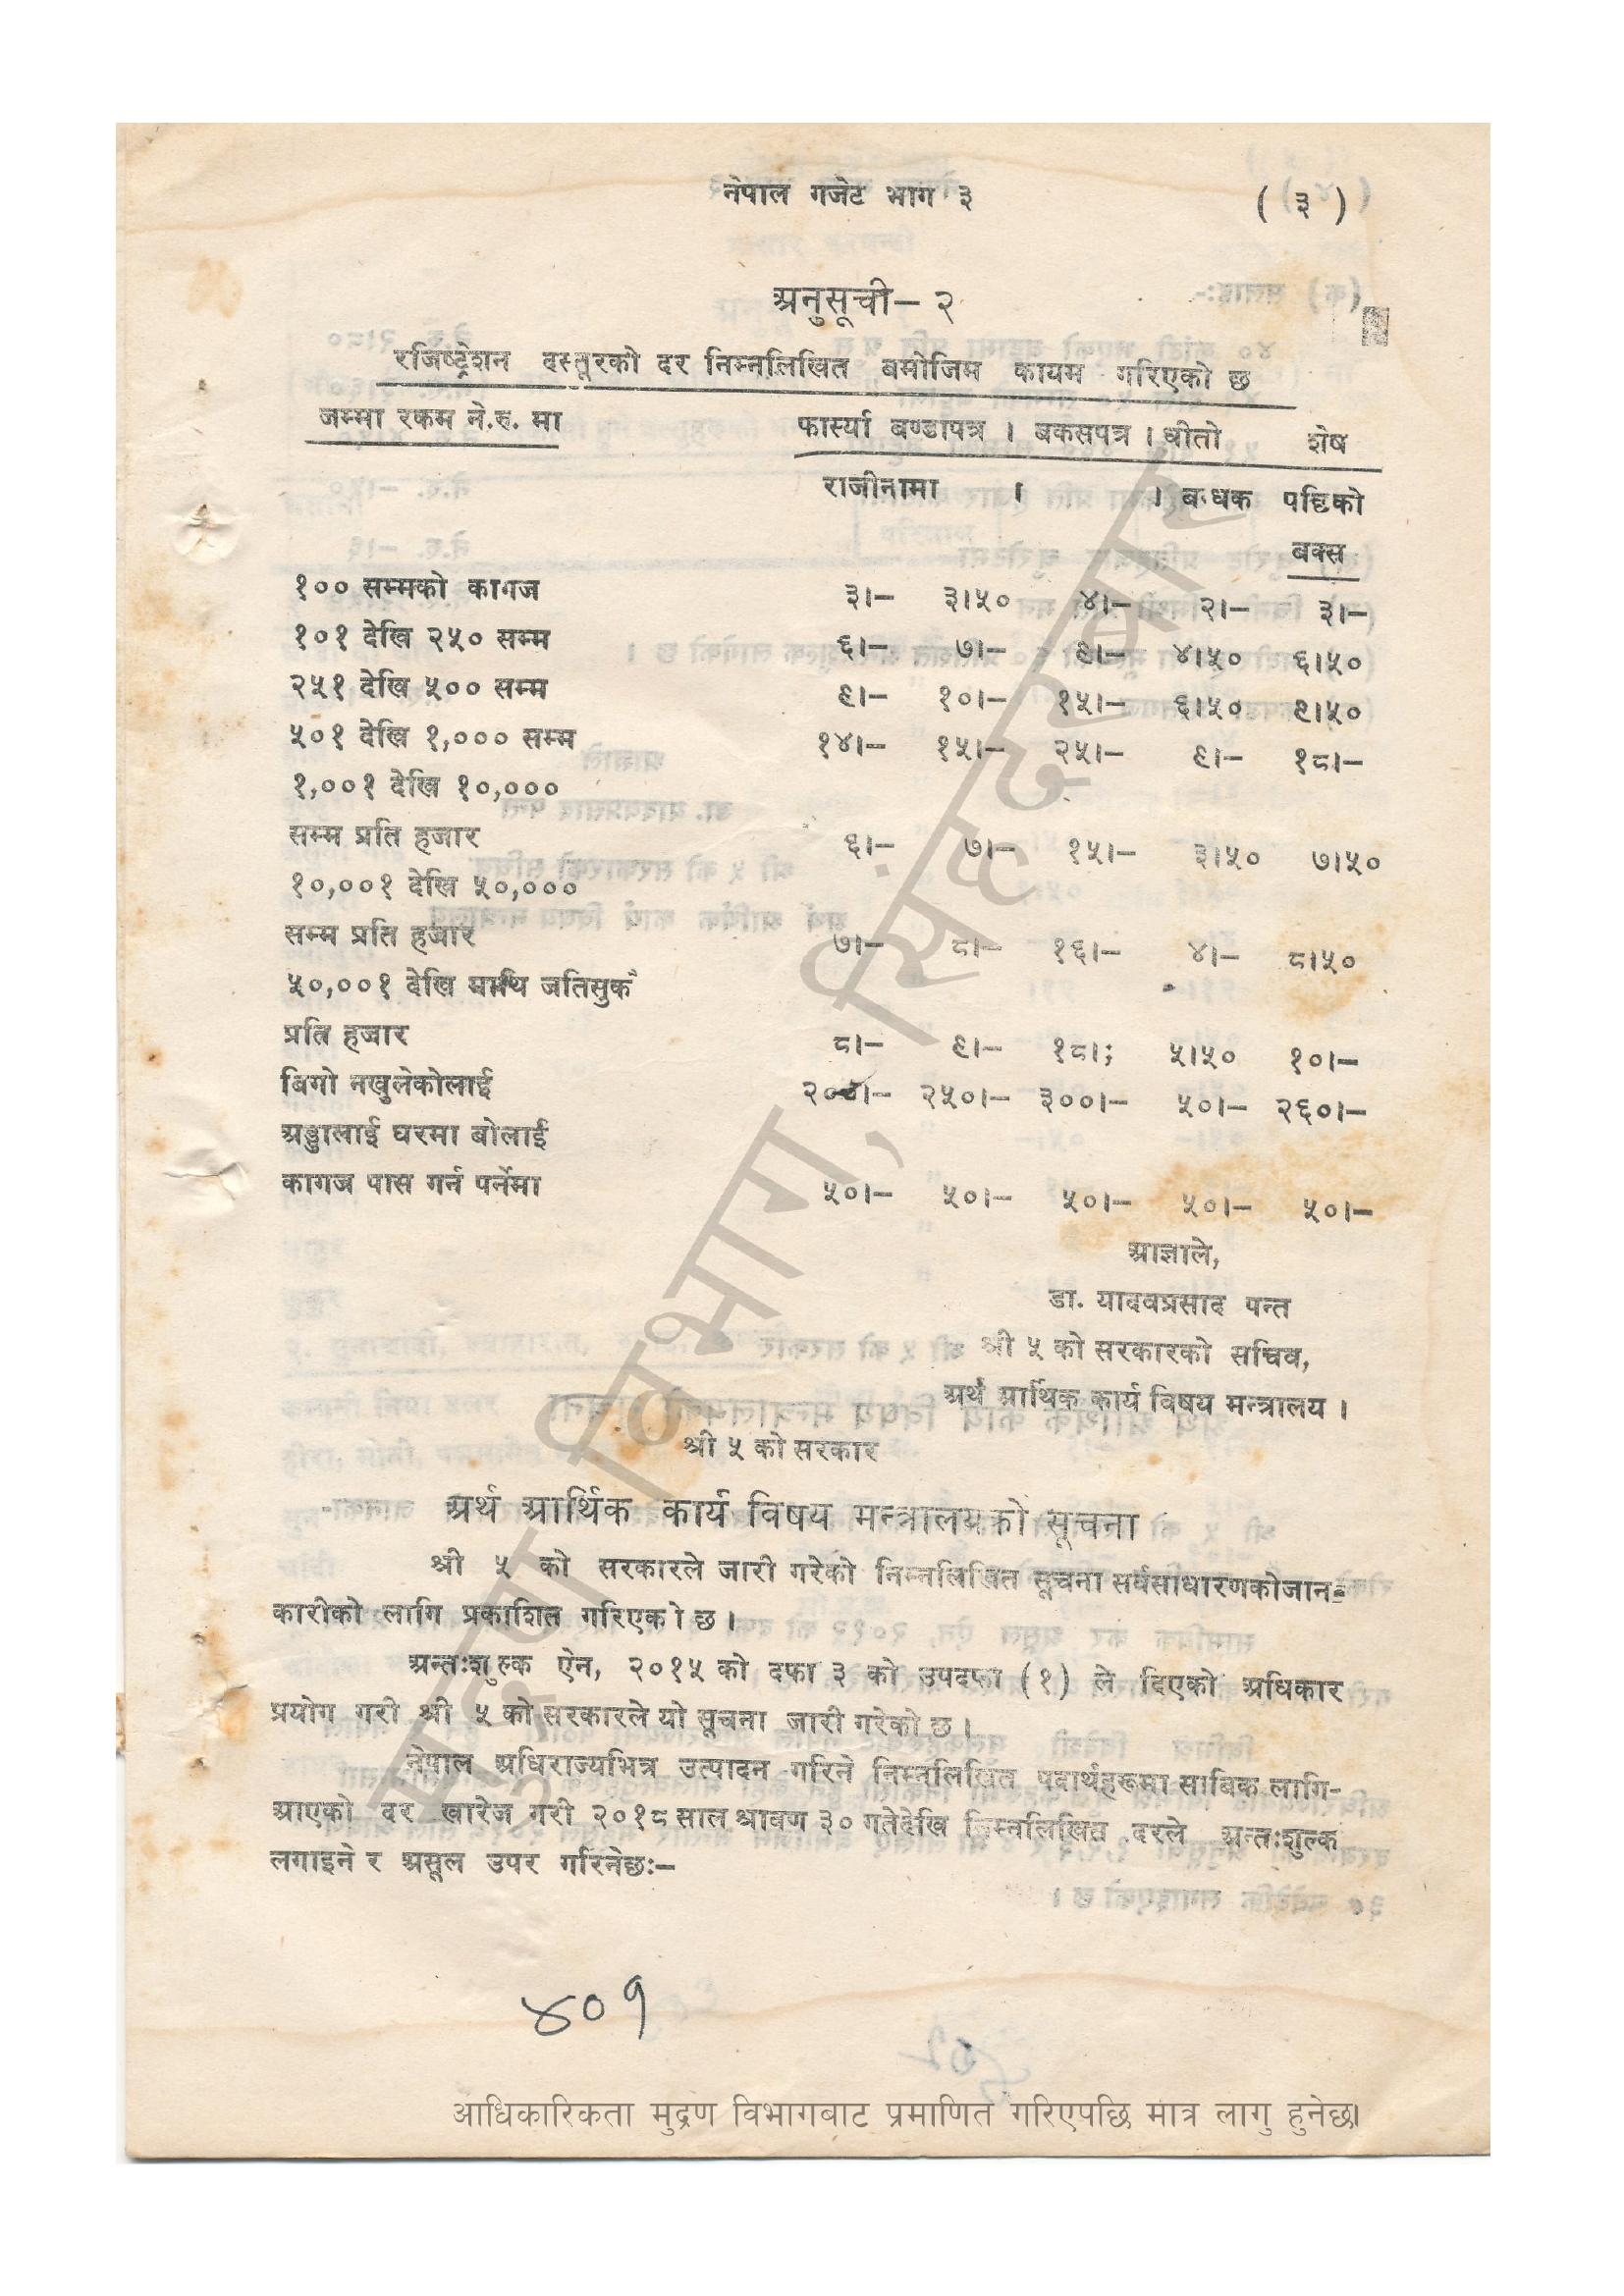 नेपाल गजेट भाग ३ ( ३ )
अनुसूची– २
रजिष्ट्रेशन दस्तूरको दर निम्नलिखित बमोजिम कायम गरिएको छ
जम्मा रकम ने.रु. मा फार्स्या बण्डापत्र । बकसपत्र । धीतो शेष
राजीनामा । । बन्धक पछिको
बक्स
१०० सम्मको कागज ३।– ३।५० ४।– २।– ३।–
१०१ देखि २५० सम्म ६।– ७।– ९।– ४।५० ६।५०
२५१ देखि ५०० सम्म ९।– १०।– १५।– ६।५० ९।५०
५०१ देखि १,००० सम्म १४।– १५।– २५।– ९।– १८।–
१,००१ देखि १०,०००
सम्म प्रति हजार ६।– ७।– १५।– ३।५० ७।५०
१०,००१ देखि ५०,०००
सम्म प्रति हजार ७।– ८।– १६।– ४।– ८।५०
५०,००१ देखि माथि जतिसुकै
प्रति हजार ८।– ९।– १८।; ५।५० १०।–
बिगो नखुलेकोलाई २००।– २५०।– ३००।– ५०।– २६०।–
अड्डालाई घरमा बोलाई
कागज पास गर्न पर्नेमा ५०।– ५०।– ५०।– ५०।– ५०।–
आज्ञाले,
डा. यादवप्रसाद पन्त
श्री ५ को सरकारको सचिव,
अर्थ आर्थिक कार्य विषय मन्त्रालय ।
श्री ५ को सरकार
अर्थ आर्थिक कार्य विषय मन्त्रालयको सूचना
श्री ५ को सरकारले जारी गरेको निम्नलिखित सूचना सर्वसाधारणकोजान-
कारीको लागि प्रकाशित गरिएको छ ।
अन्तःशुल्क ऐन, २०१५ को दफा ३ को उपदफा (१) ले दिएको अधिकार
प्रयोग गरी श्री ५ को सरकारले यो सूचना जारी गरेको छ ।
नेपाल अधिराज्यभित्र उत्पादन गरिने निम्नलिखित पदार्थहरूमा साविक लागि-
आएको दर खारेज गरी २०१८ साल श्रावण ३० गतेदेखि निम्नलिखित दरले अन्तःशुल्क
लगाइने र असूल उपर गरिनेछः–
४०१
मुद्रण विभाग, सिंहदरबार
आधिकारिकता मुद्रण विभागबाट प्रमाणित गरिएपछि मात्र लागु हुनेछ।